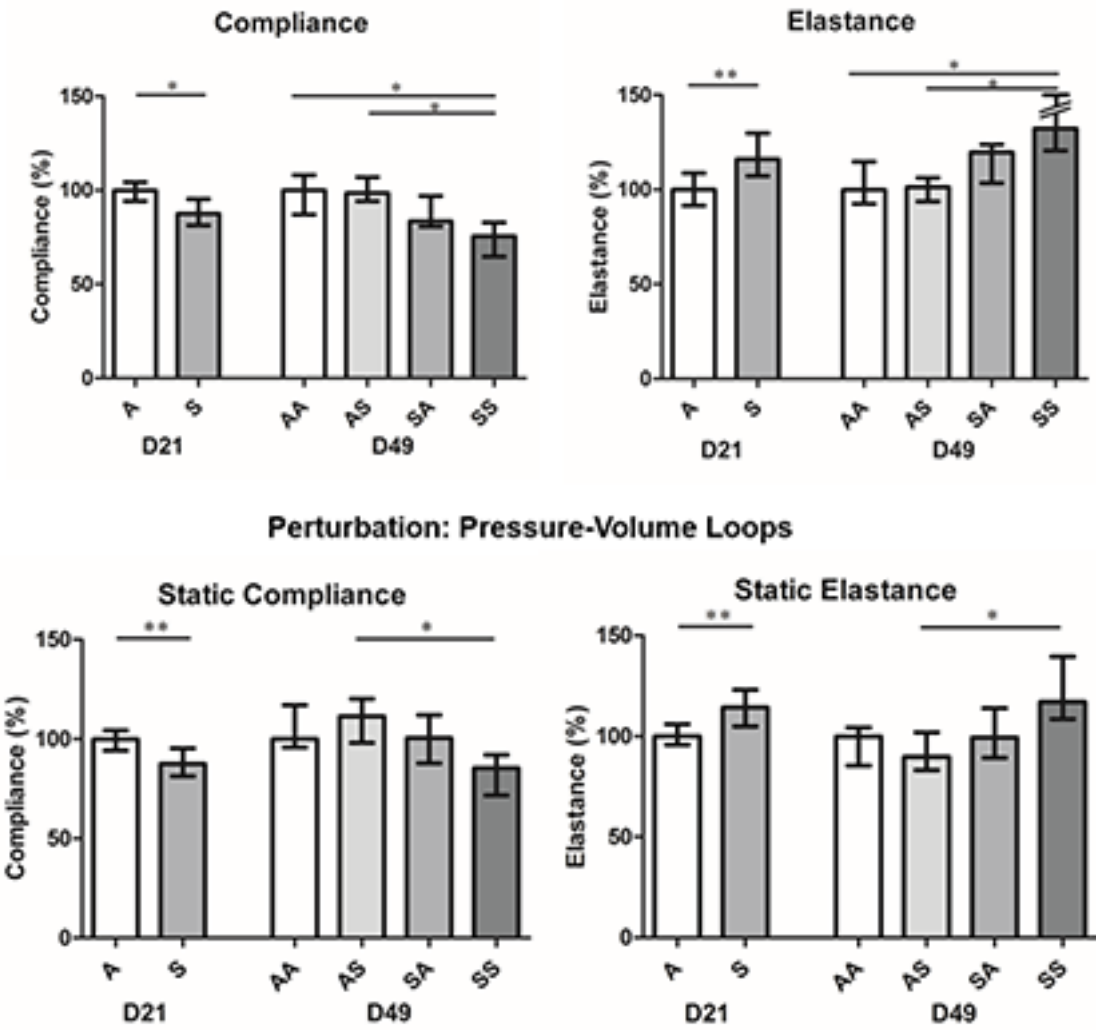 Compliance
Compliance (%)
150
100
50
0
*
*
*
A
S
AA
AS
SA
SS
D21
D49
Elastance
Elastance (%)
150
100
50
0
**
*
*
A
S
AA
AS
SA
SS
D21
D49
Perturbation: Pressure-Volume Loops
Static Compliance
Compliance (%)
150
100
50
0
**
*
A
S
AA
AS
SA
SS
D21
D49
Static Elastance
Elastance (%)
150
100
50
0
**
*
A
S
AA
AS
SA
SS
D21
D49